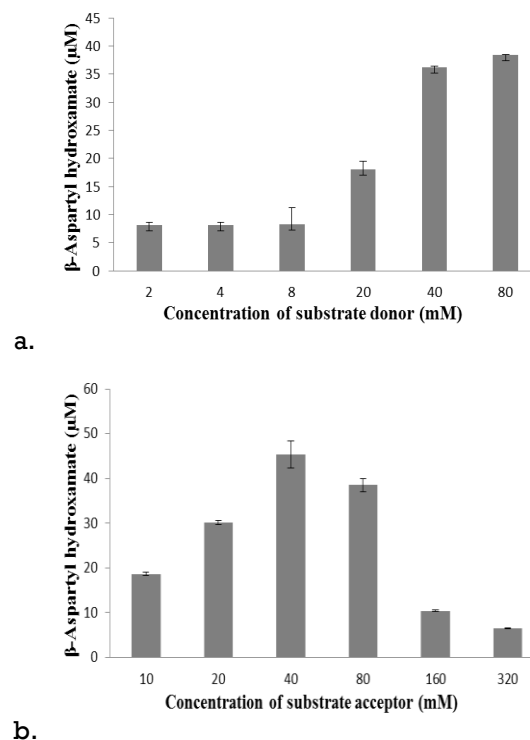 β-Aspartyl hydroxamate (µM)
45
40
35
30
25
20
15
10
5
0
2 4 8 20 40 80
Concentration of substrate donor (mM)
a.
β-Aspartyl hydroxamate (µM)
60
50
40
30
20
10
0
10 20 40 80 160 320
Concentration of substrate acceptor (mM)
b.